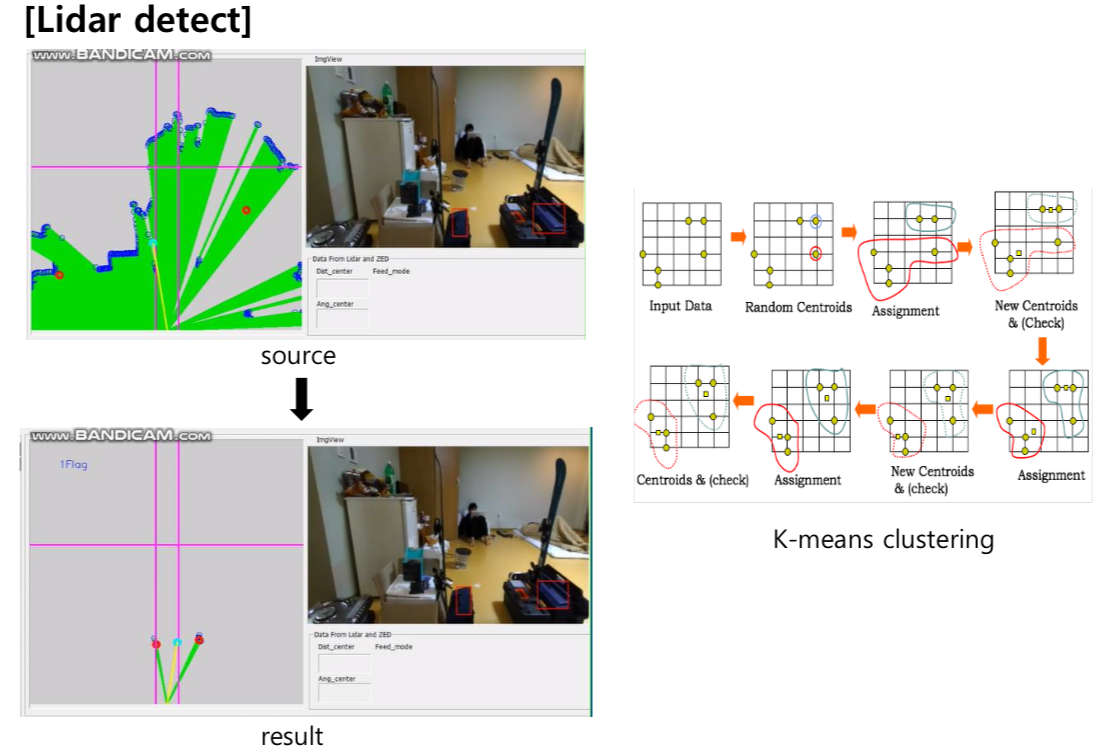 [Lidar detect]
www.BANDICAM.com
ImgView
Data From Lidar and ZED
Dist_center
Feed_mode
Ang_center
source
www.BANDICAM.com
1Flag
ImgView
Data From Lidar and ZED
Dist_center
Feed_mode
Ang_center
result
Input Data
Random Centroids
Assignment
New Centroids
& (Check)
Centroids & (check)
Assignment
New Centroids
& (check)
Assignment
K-means clustering